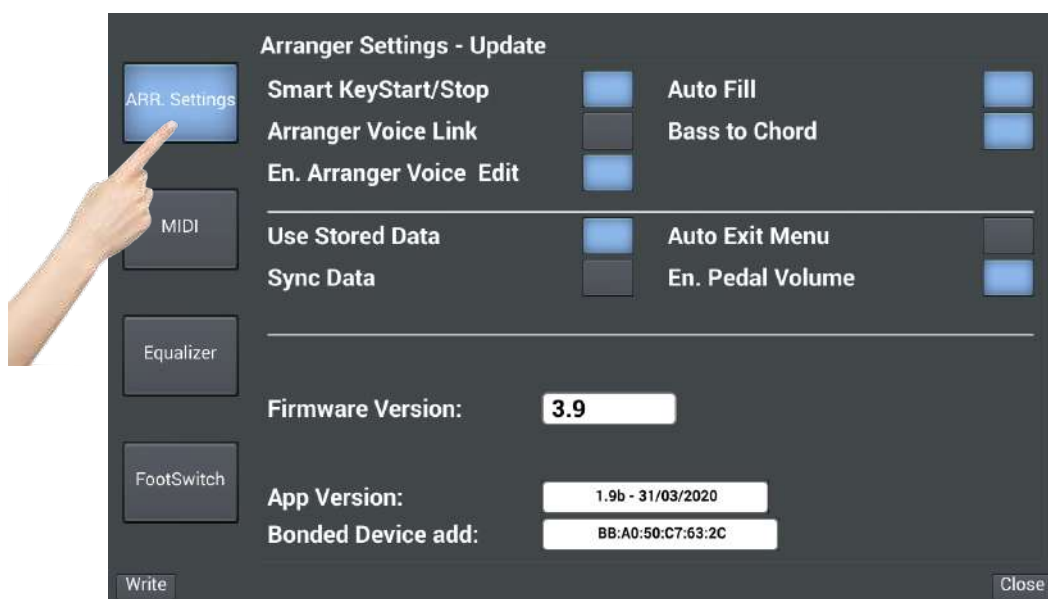 Arranger Settings - Update
ARR. Settings
Smart KeyStart/Stop
Auto Fill
Arranger Voice Link
Bass to Chord
En. Arranger Voice Edit
MIDI
Use Stored Data
Auto Exit Menu
Sync Data
En. Pedal Volume
Equalizer
Firmware Version:
3.9
FootSwitch
App Version:
1.9b - 31/03/2020
Bonded Device add:
BB:A0:50:C7:63:2C
Write
Close